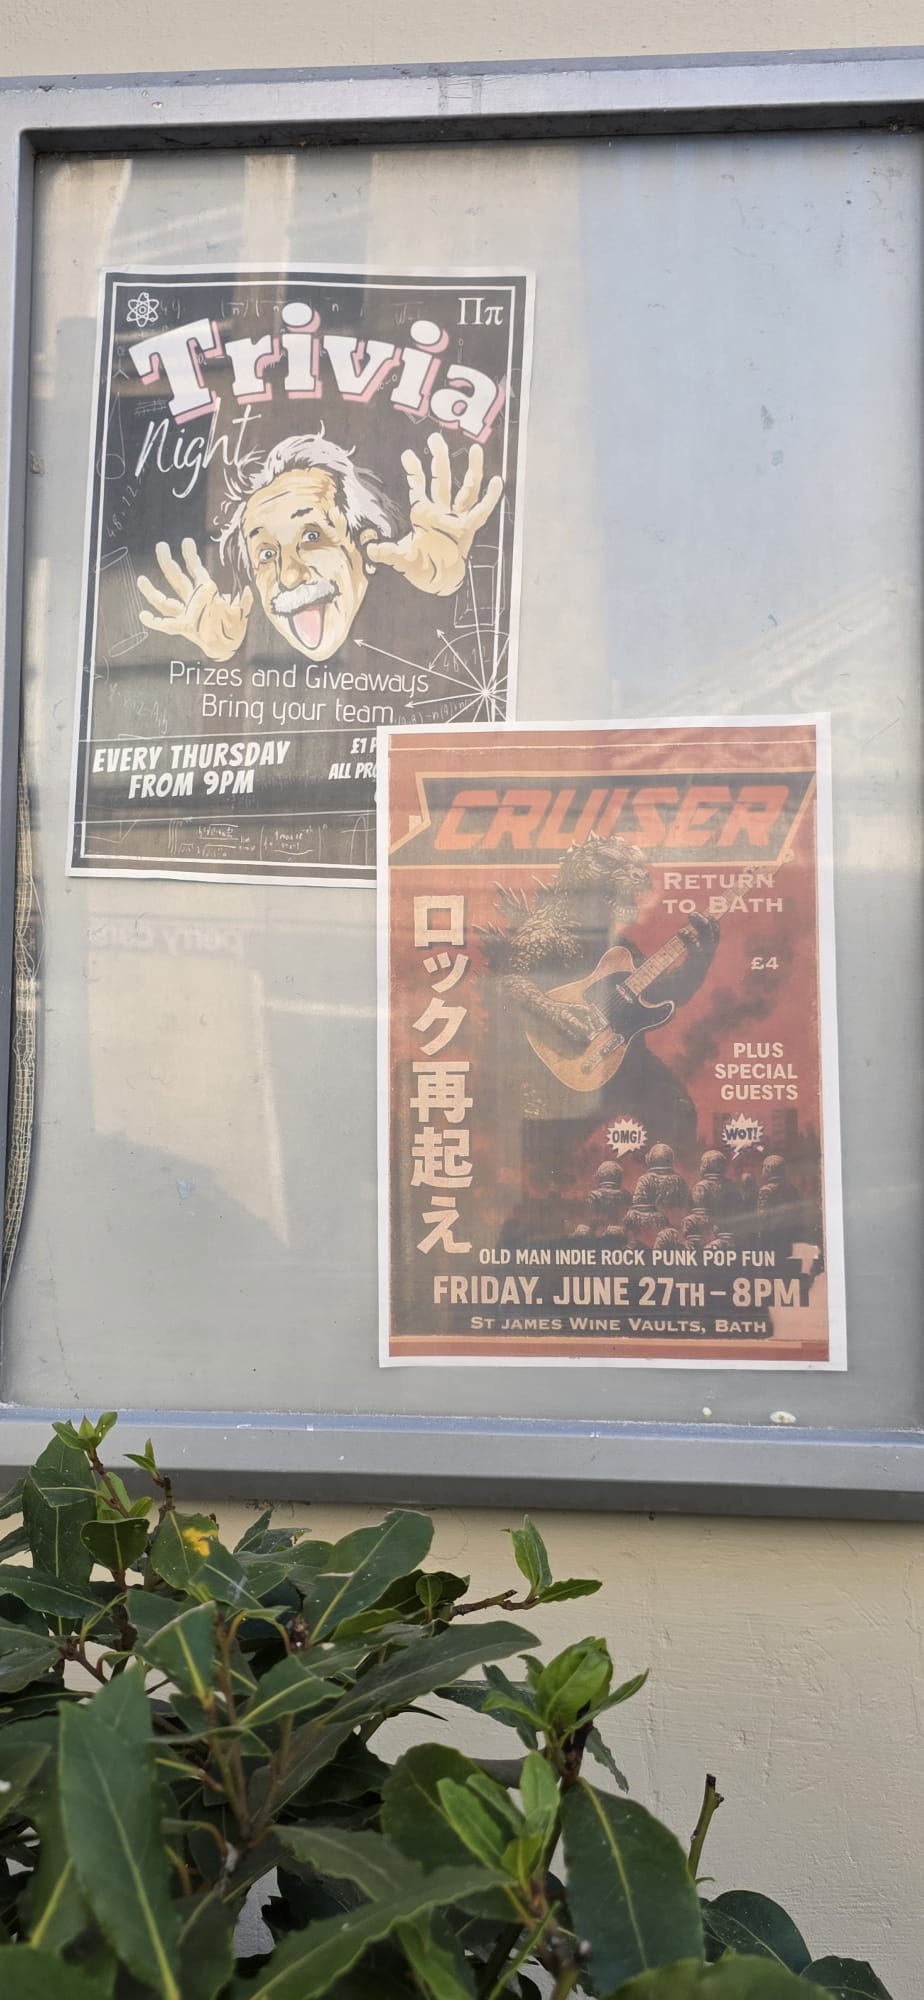 Ππ
Trivia
Night
Prizes and Giveaways
Bring your team
EVERY THURSDAY
FROM 9PM
£1
ALL
CRUISER
RETURN
TO BATH
£4
ロック再起え
PLUS
SPECIAL
GUESTS
OMG!
WOT!
OLD MAN INDIE ROCK PUNK POP FUN
FRIDAY. JUNE 27TH – 8PM
ST JAMES WINE VAULTS, BATH